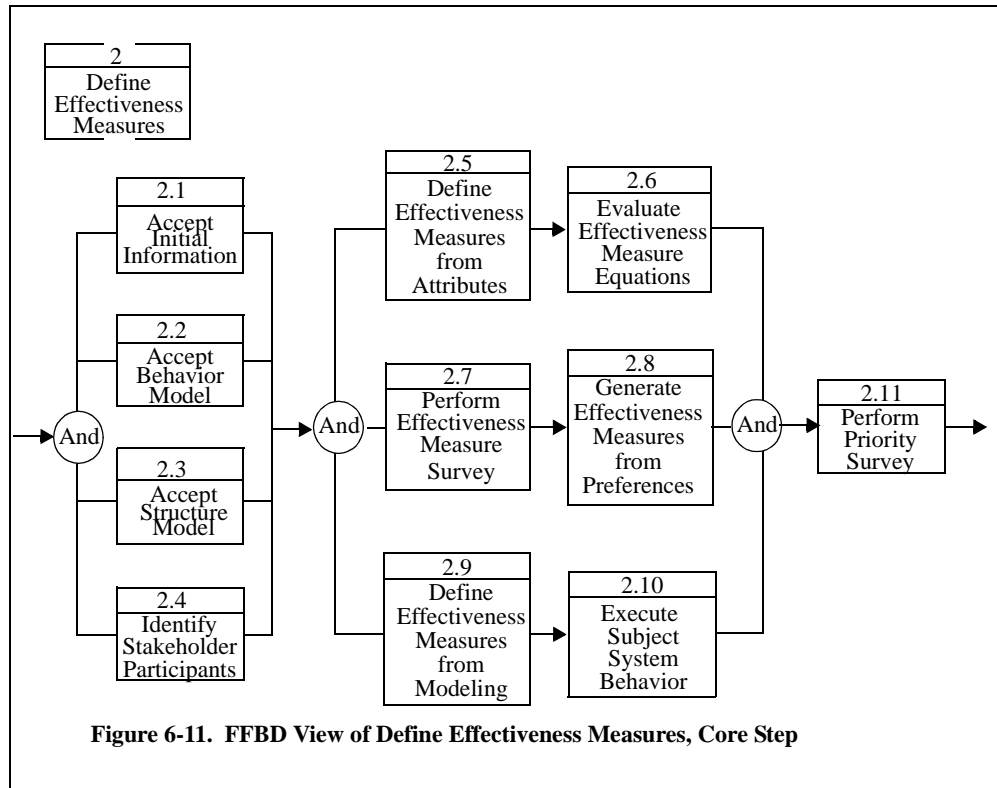 2
Define
Effectiveness
Measures
2.1
Accept
Initial
Information
2.2
Accept
Behavior
Model
2.3
Accept
Structure
Model
2.4
Identify
Stakeholder
Participants
And
And
2.5
Define
Effectiveness
Measures
from
Attributes
2.6
Evaluate
Effectiveness
Measure
Equations
2.7
Perform
Effectiveness
Measure
Survey
2.8
Generate
Effectiveness
Measures
from
Preferences
2.9
Define
Effectiveness
Measures
from
Modeling
2.10
Execute
Subject
System
Behavior
And
2.11
Perform
Priority
Survey
Figure 6-11. FFBD View of Define Effectiveness Measures, Core Step